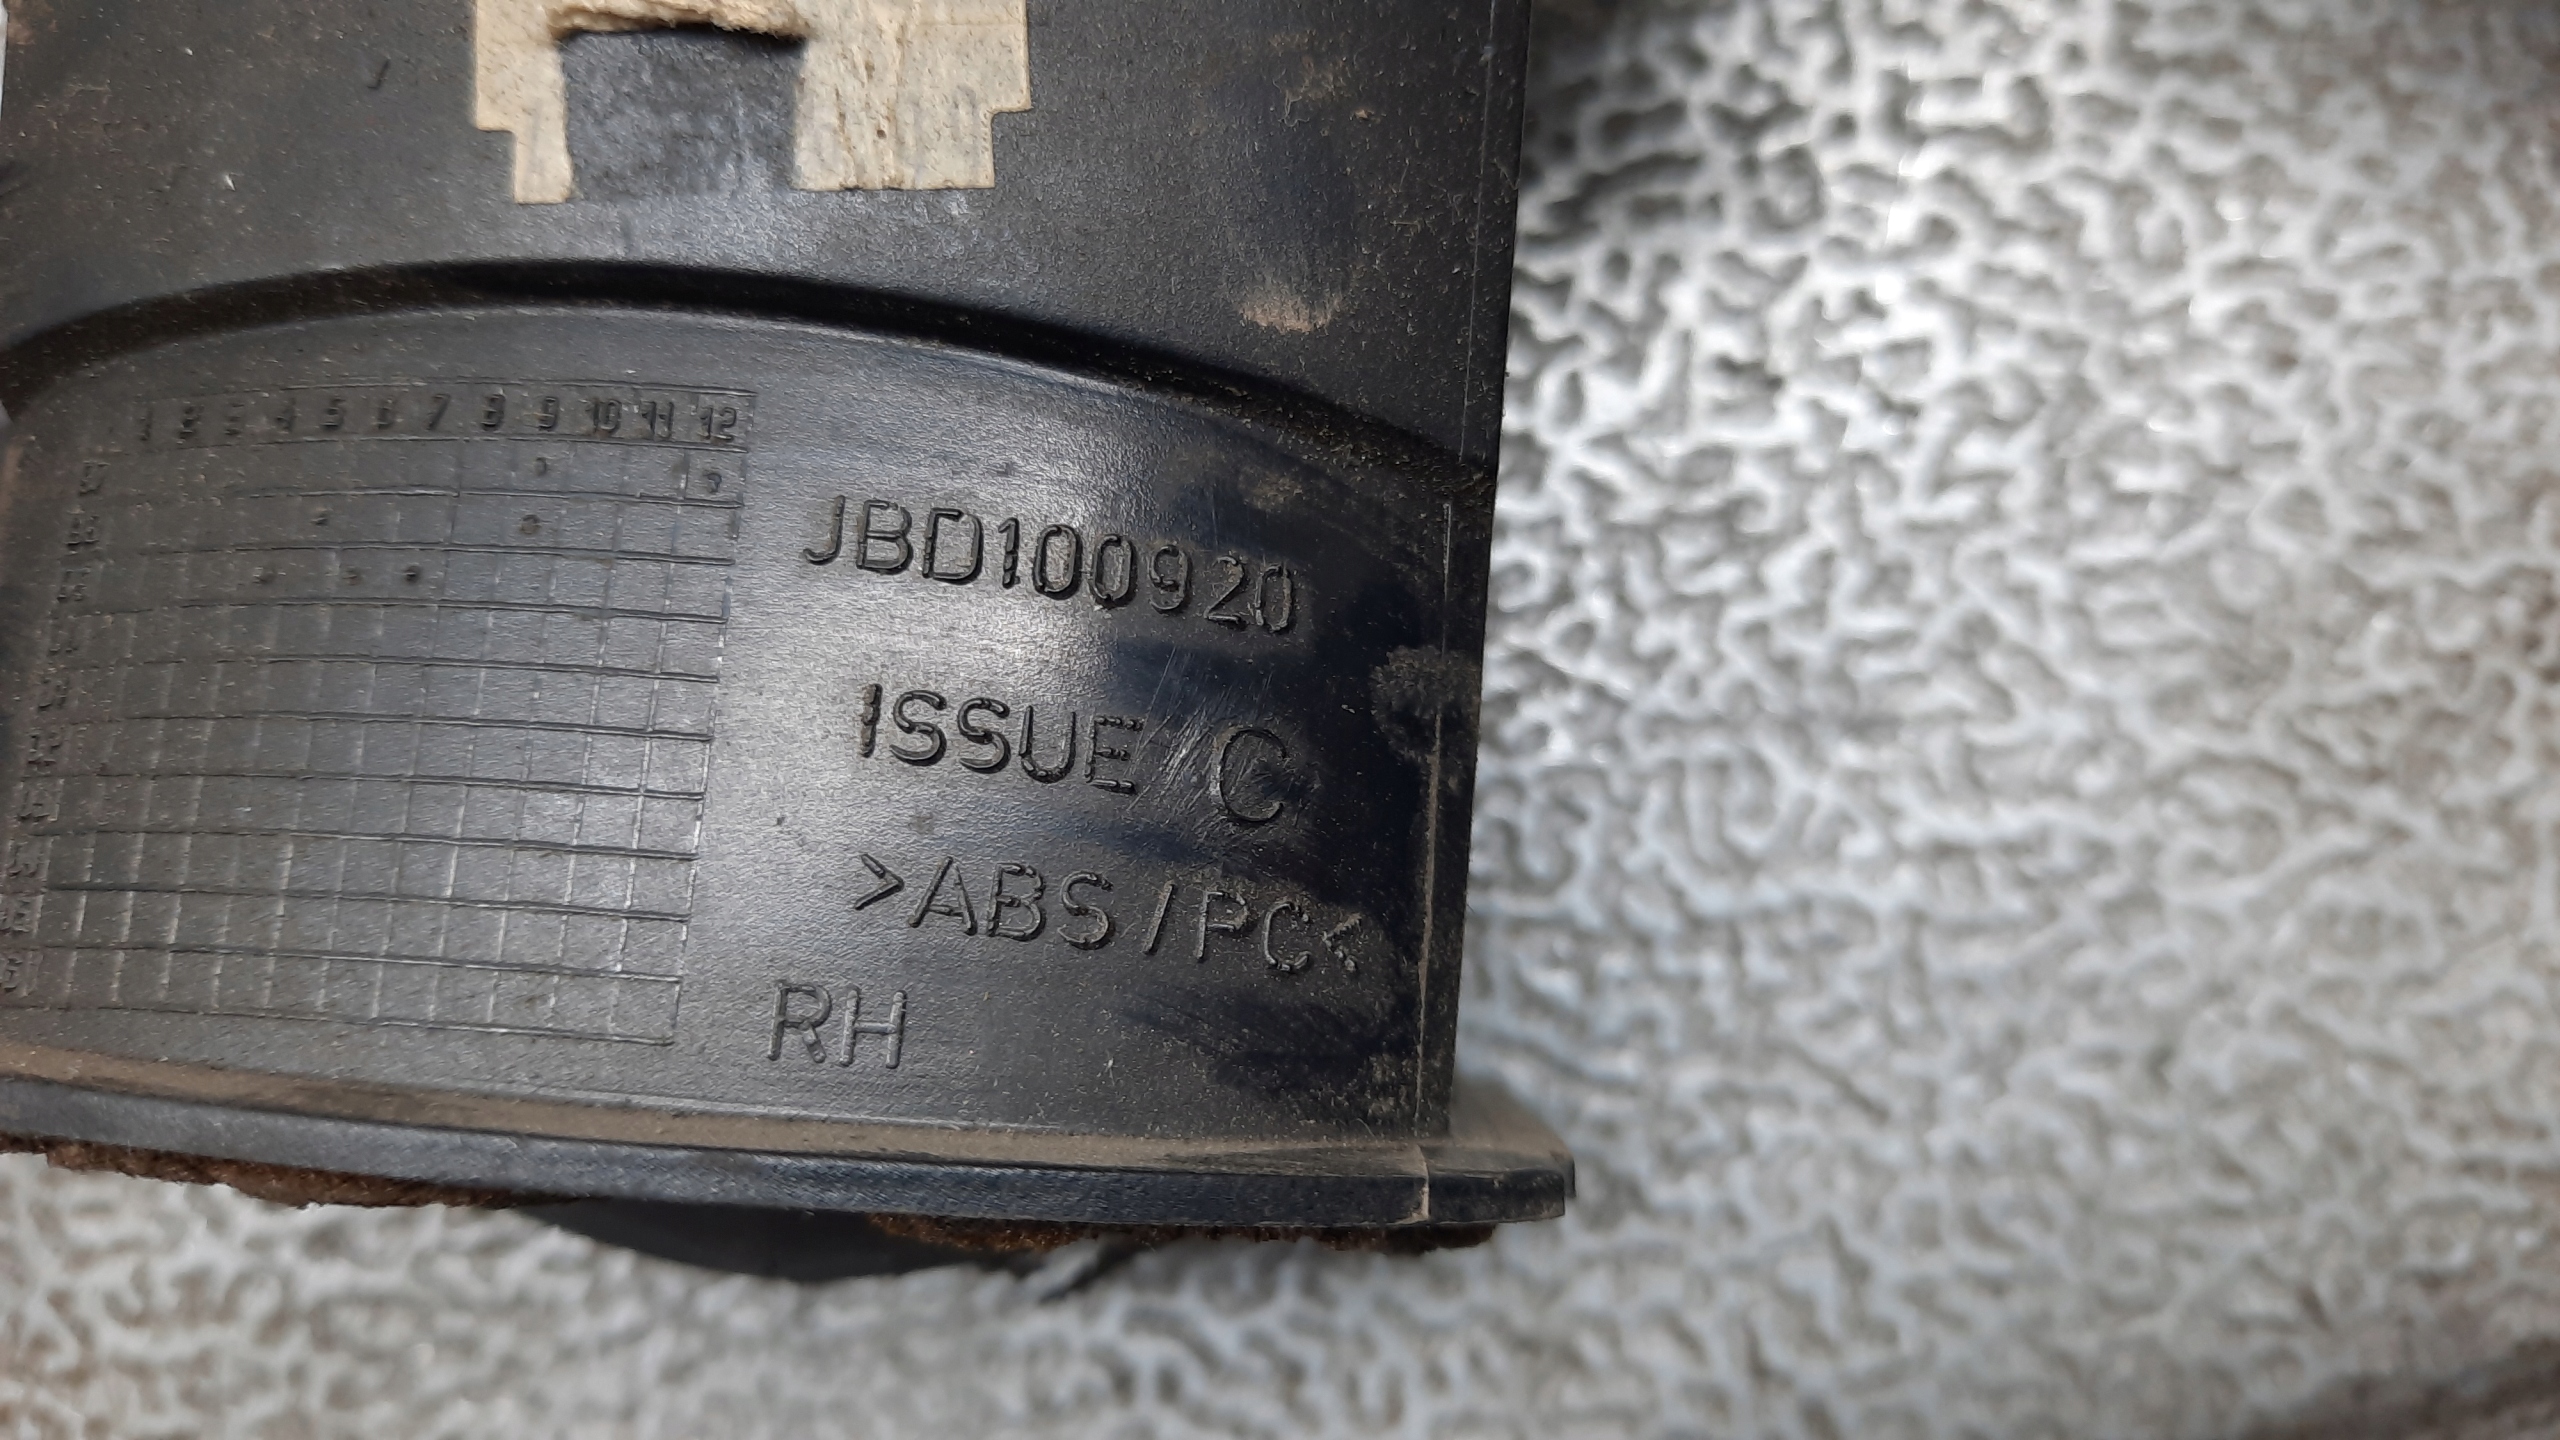 1 2 3 4 5 6 7 8 9 10 11 12
JBD100920
ISSUE C
>ABS/PC<
RH